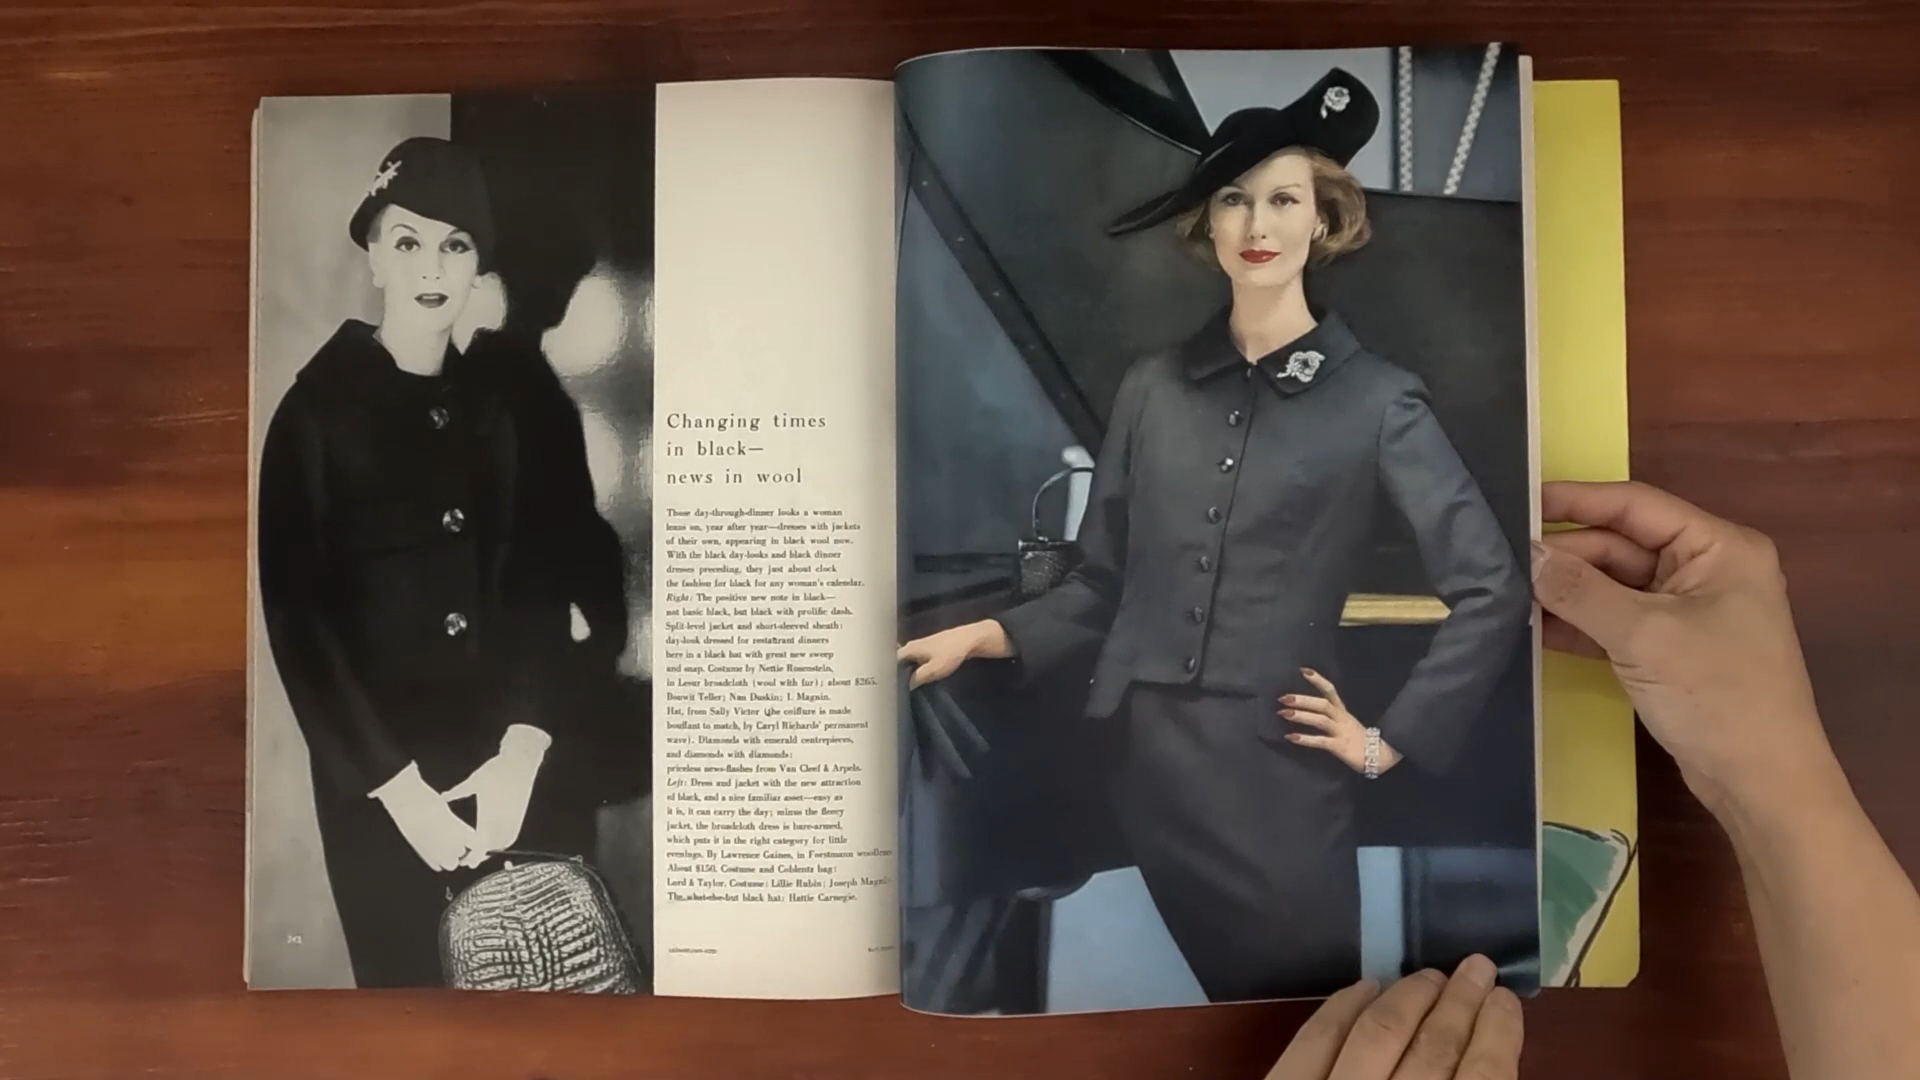 Changing times
in black—
news in wool
Those day-through-dinner looks a woman
leans on, year after year—dresses with jackets
of their own, appearing in black wool now.
With the black day-looks and black dinner
dresses preceding, they just about clock
the fashion for black for any woman's calendar.
Right: The positive new note in black—
not basic black, but black with prolific dash.
Split-level jacket and short-sleeved sheath:
day-look dressed for restaurant dinners
here in a black hat with great new sweep
and snap. Costume by Nettie Rosenstein,
in Lesur broadcloth (wool with fur); about $265.
Bonwit Teller; Nan Duskin; I. Magnin.
Hat, from Sally Victor (the coiffure is made
bouffant to match, by Caryl Richards' permanent
wave). Diamonds with emerald centrepieces,
and diamonds with diamonds:
priceless news-flashes from Van Cleef & Arpels.
Left: Dress and jacket with the new attraction
of black, and a nice familiar asset—easy as
it is, it can carry the day; minus the fleecy
jacket, the broadcloth dress is bare-armed,
which puts it in the right category for little
evenings. By Lawrence Gaines, in Forstmann
About $150. Costume and Coblentz bag:
Lord & Taylor. Costume: Lillie Rubin; Joseph
The what-else-but black hat: Hattie Carnegie.